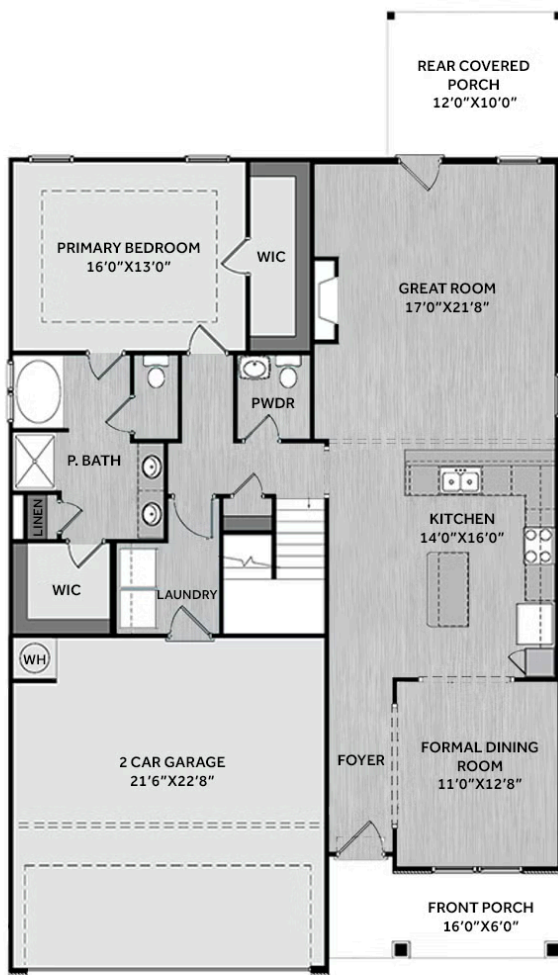 REAR COVERED
PORCH
12'0"X10'0"
PRIMARY BEDROOM
16'0"X13'0"
WIC
GREAT ROOM
17'0"X21'8"
PWDR
P. BATH
LINEN
KITCHEN
14'0"X16'0"
WIC
LAUNDRY
WH
2 CAR GARAGE
21'6"X22'8"
FOYER
FORMAL DINING
ROOM
11'0"X12'8"
FRONT PORCH
16'0"X6'0"